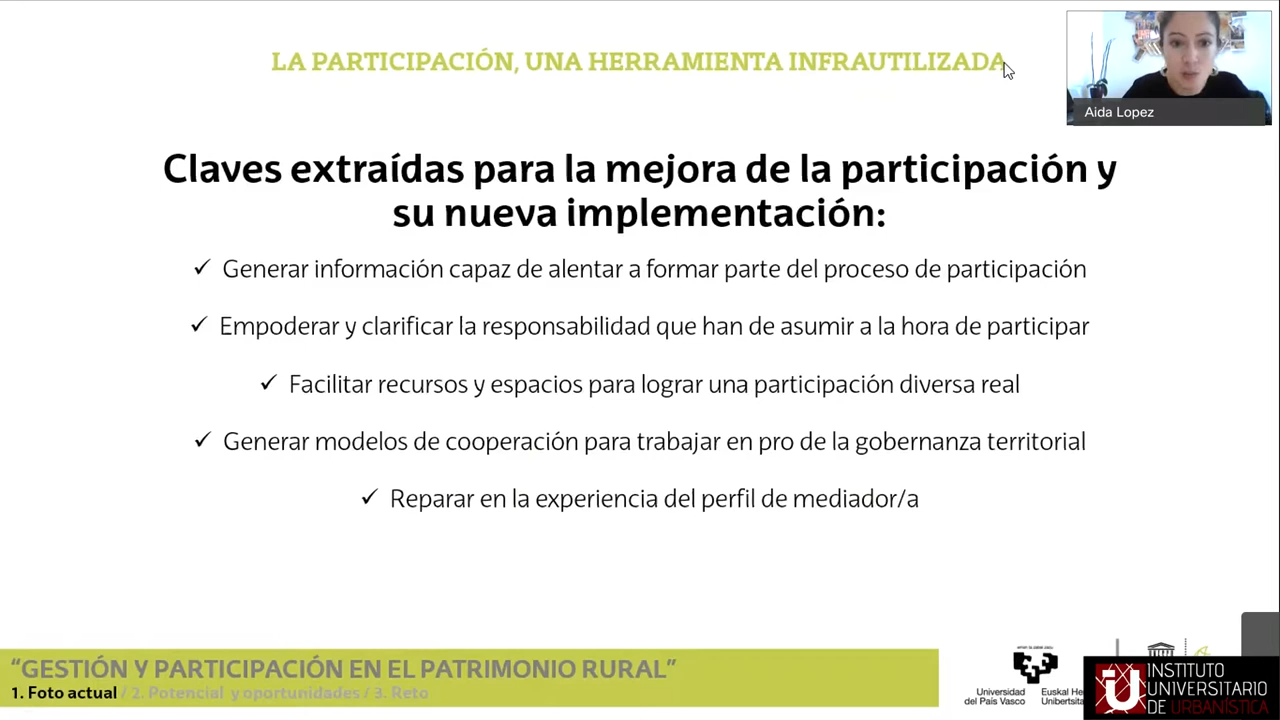 LA PARTICIPACIÓN, UNA HERRAMIENTA INFRAUTILIZADA
Aida Lopez
Claves extraídas para la mejora de la participación y
su nueva implementación:
✓ Generar información capaz de alentar a formar parte del proceso de participación
✓ Empoderar y clarificar la responsabilidad que han de asumir a la hora de participar
✓ Facilitar recursos y espacios para lograr una participación diversa real
✓ Generar modelos de cooperación para trabajar en pro de la gobernanza territorial
✓ Reparar en la experiencia del perfil de mediador/a
“GESTIÓN Y PARTICIPACIÓN EN EL PATRIMONIO RURAL”
1. Foto actual / 2. Potencial y oportunidades / 3. Reto
Universidad
del País Vasco
Euskal He
Unibertsita
INSTITUTO
UNIVERSITARIO
DE URBANÍSTICA